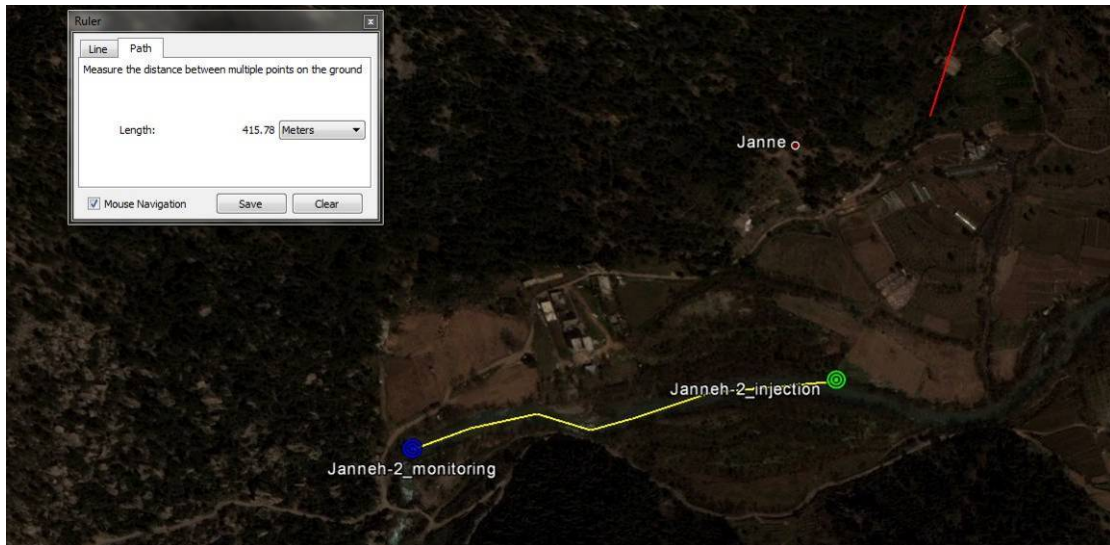 Ruler
Line Path
Measure the distance between multiple points on the ground
Length: 415.78 Meters
Mouse Navigation Save Clear
Janne
Janneh-2_injection
Janneh-2_monitoring